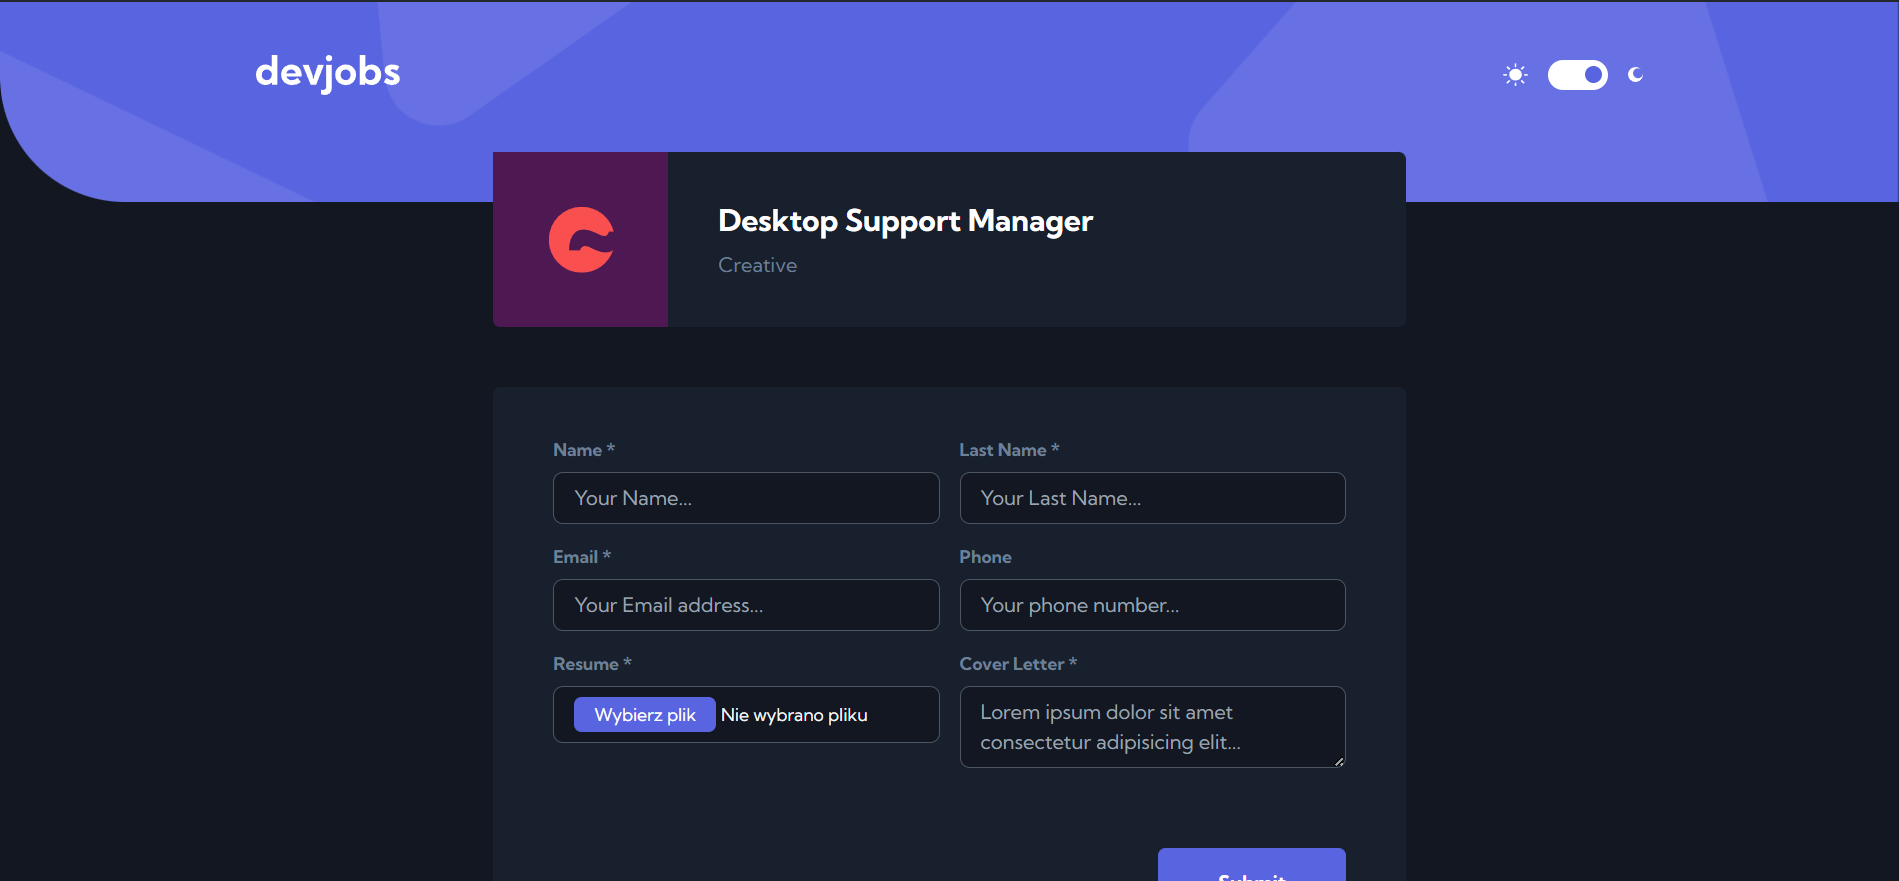 devjobs
Desktop Support Manager
Creative
Name *
Last Name *
Your Name...
Your Last Name...
Email *
Phone
Your Email address...
Your phone number...
Resume *
Cover Letter *
Wybierz plik Nie wybrano pliku
Lorem ipsum dolor sit amet
consectetur adipisicing elit...
Submit